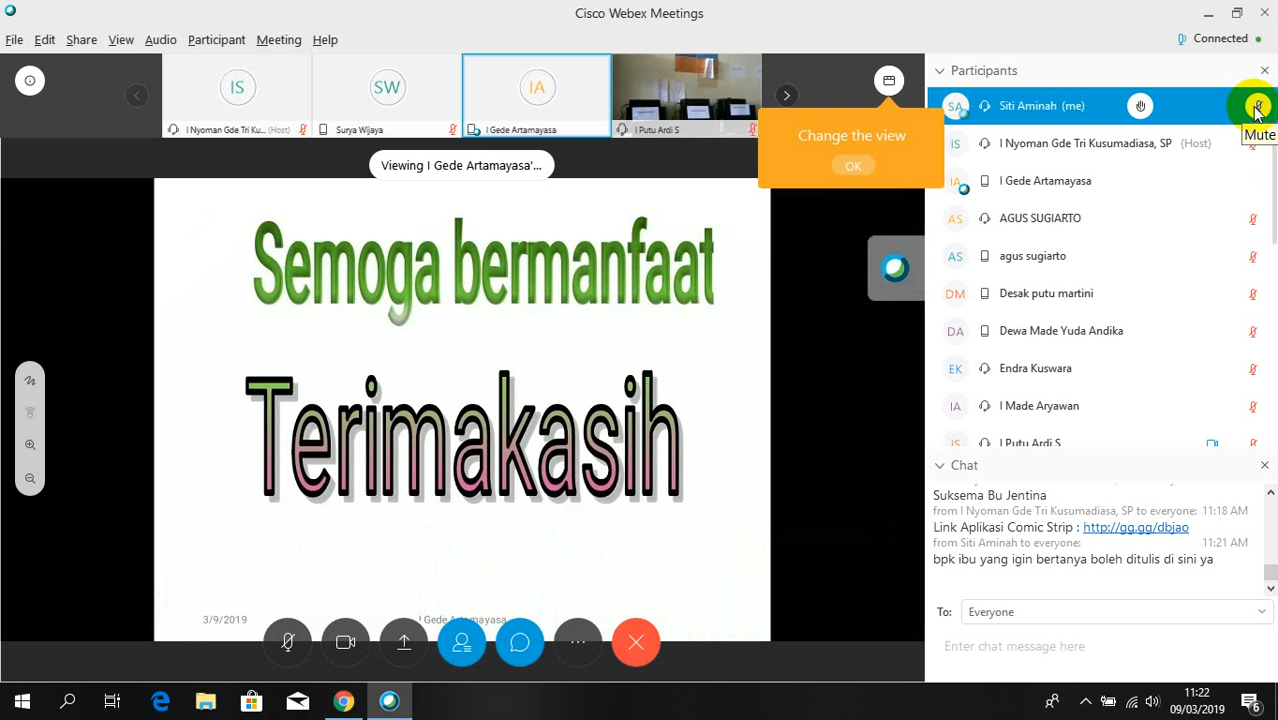 Cisco Webex Meetings
File Edit Share View Audio Participant Meeting Help
Connected
IS
I Nyoman Gde Tri Ku... (Host)
SW
Surya Wijaya
IA
I Gede Artamayasa
I Putu Ardi S
Viewing I Gede Artamayasa'...
Change the view
OK
Semoga bermanfaat
Terimakasih
3/9/2019
I Gede Artamayasa
Participants
SA Siti Aminah (me)
Mute
IS I Nyoman Gde Tri Kusumadiasa, SP (Host)
IA I Gede Artamayasa
AS AGUS SUGIARTO
AS agus sugiarto
DM Desak putu martini
DA Dewa Made Yuda Andika
EK Endra Kuswara
IA I Made Aryawan
IS I Putu Ardi S
Chat
Suksema Bu Jentina
from I Nyoman Gde Tri Kusumadiasa, SP to everyone: 11:18 AM
Link Aplikasi Comic Strip : http://gg.gg/dbjao
from Siti Aminah to everyone: 11:21 AM
bpk ibu yang igin bertanya boleh ditulis di sini ya
To: Everyone
Enter chat message here
11:22
09/03/2019
6